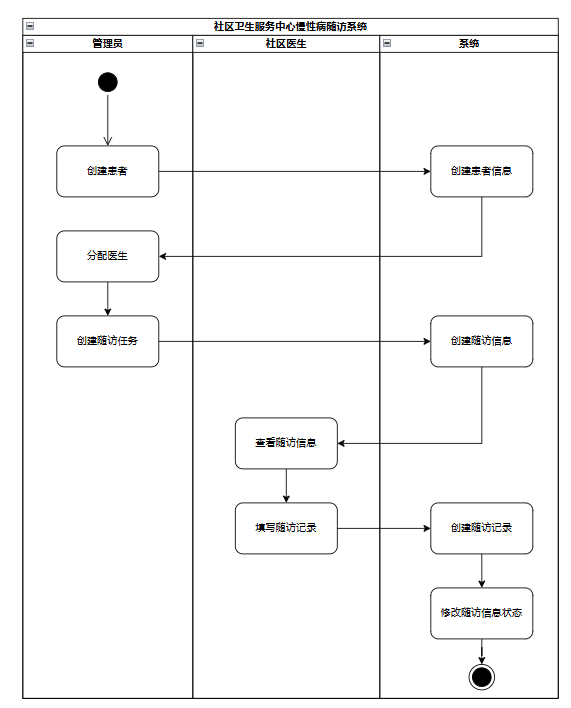 社区卫生服务中心慢性病随访系统
管理员
社区医生
系统
创建患者
创建患者信息
分配医生
创建随访任务
创建随访信息
查看随访信息
填写随访记录
创建随访记录
修改随访信息状态